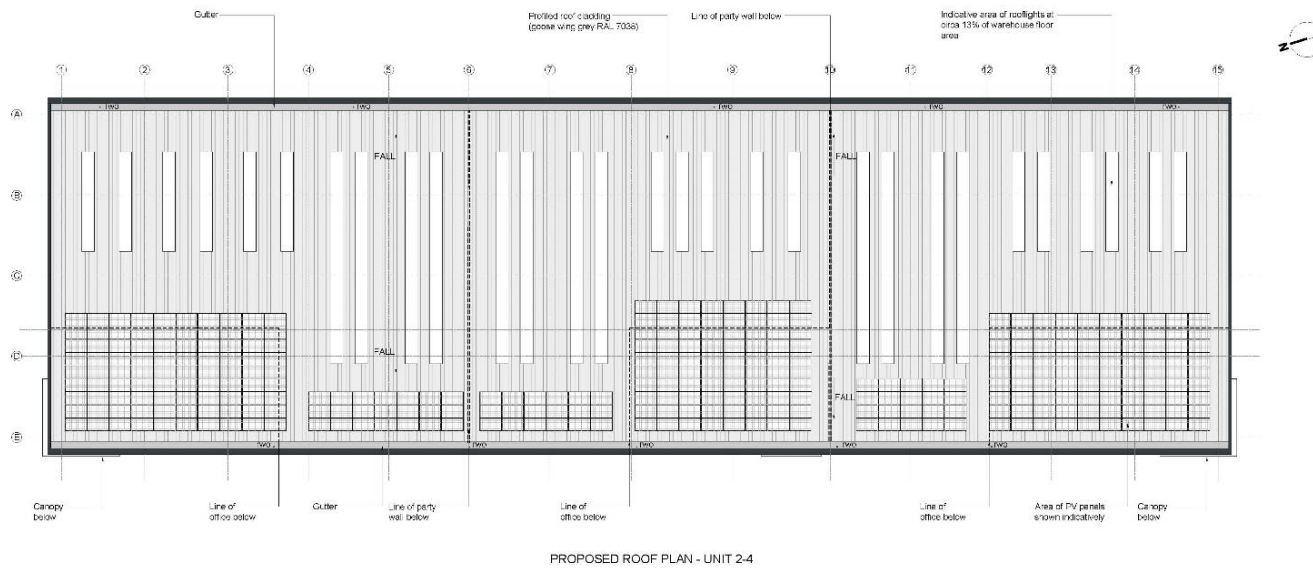 Gutter
Profiled roof cladding
(goose wing grey RAL 7038)
Line of party wall below
Indicative area of rooflights at
circa 13% of warehouse floor
area
N
1 2 3 4 5 6 7 8 9 10 11 12 13 14 15
TWO TWO TWO TWO TWO
A
FALL FALL
B
C
FALL
D
FALL
E
TWO TWO TWO TWO TWO
Canopy
below
Line of
office below
Gutter
Line of party
wall below
Line of
office below
Line of
office below
Area of PV panels
shown indicatively
Canopy
below
PROPOSED ROOF PLAN - UNIT 2-4